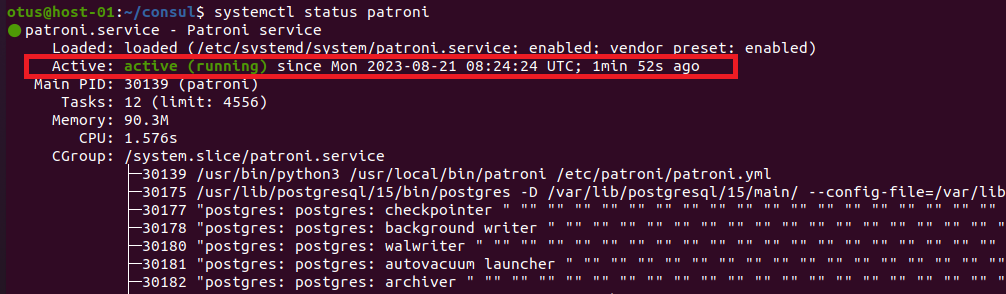 otus@host-01:~/consul$ systemctl status patroni
patroni.service - Patroni service
Loaded: loaded (/etc/systemd/system/patroni.service; enabled; vendor preset: enabled)
Active: active (running) since Mon 2023-08-21 08:24:24 UTC; 1min 52s ago
Main PID: 30139 (patroni)
Tasks: 12 (limit: 4556)
Memory: 90.3M
CPU: 1.576s
CGroup: /system.slice/patroni.service
├─30139 /usr/bin/python3 /usr/local/bin/patroni /etc/patroni/patroni.yml
├─30175 /usr/lib/postgresql/15/bin/postgres -D /var/lib/postgresql/15/main/ --config-file=/var/lib
├─30177 "postgres: postgres: checkpointer " "" "" "" "" "" "" "" "" "" "" "" "" "" "" "" "" "" ""
├─30178 "postgres: postgres: background writer " "" "" "" "" "" "" "" "" "" "" "" "" "" "" "" "" "
├─30180 "postgres: postgres: walwriter " "" "" "" "" "" "" "" "" "" "" "" "" "" "" "" "" "" "" ""
├─30181 "postgres: postgres: autovacuum launcher " "" "" "" "" "" "" "" "" "" "" "" "" "" "" "" ""
├─30182 "postgres: postgres: archiver " "" "" "" "" "" "" "" "" "" "" "" "" "" "" "" "" "" "" "" "